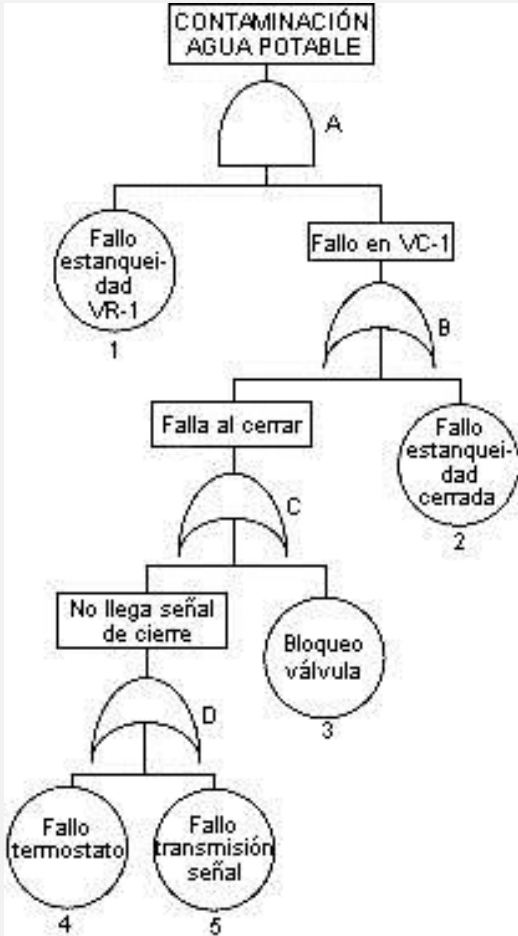 CONTAMINACIÓN
AGUA POTABLE
A
Fallo
estanquei-
dad
VR-1
1
Fallo en VC-1
B
Falla al cerrar
Fallo
estanquei-
dad
cerrada
2
C
No llega señal
de cierre
Bloqueo
válvula
3
D
Fallo
termostato
4
Fallo
transmisión
señal
5